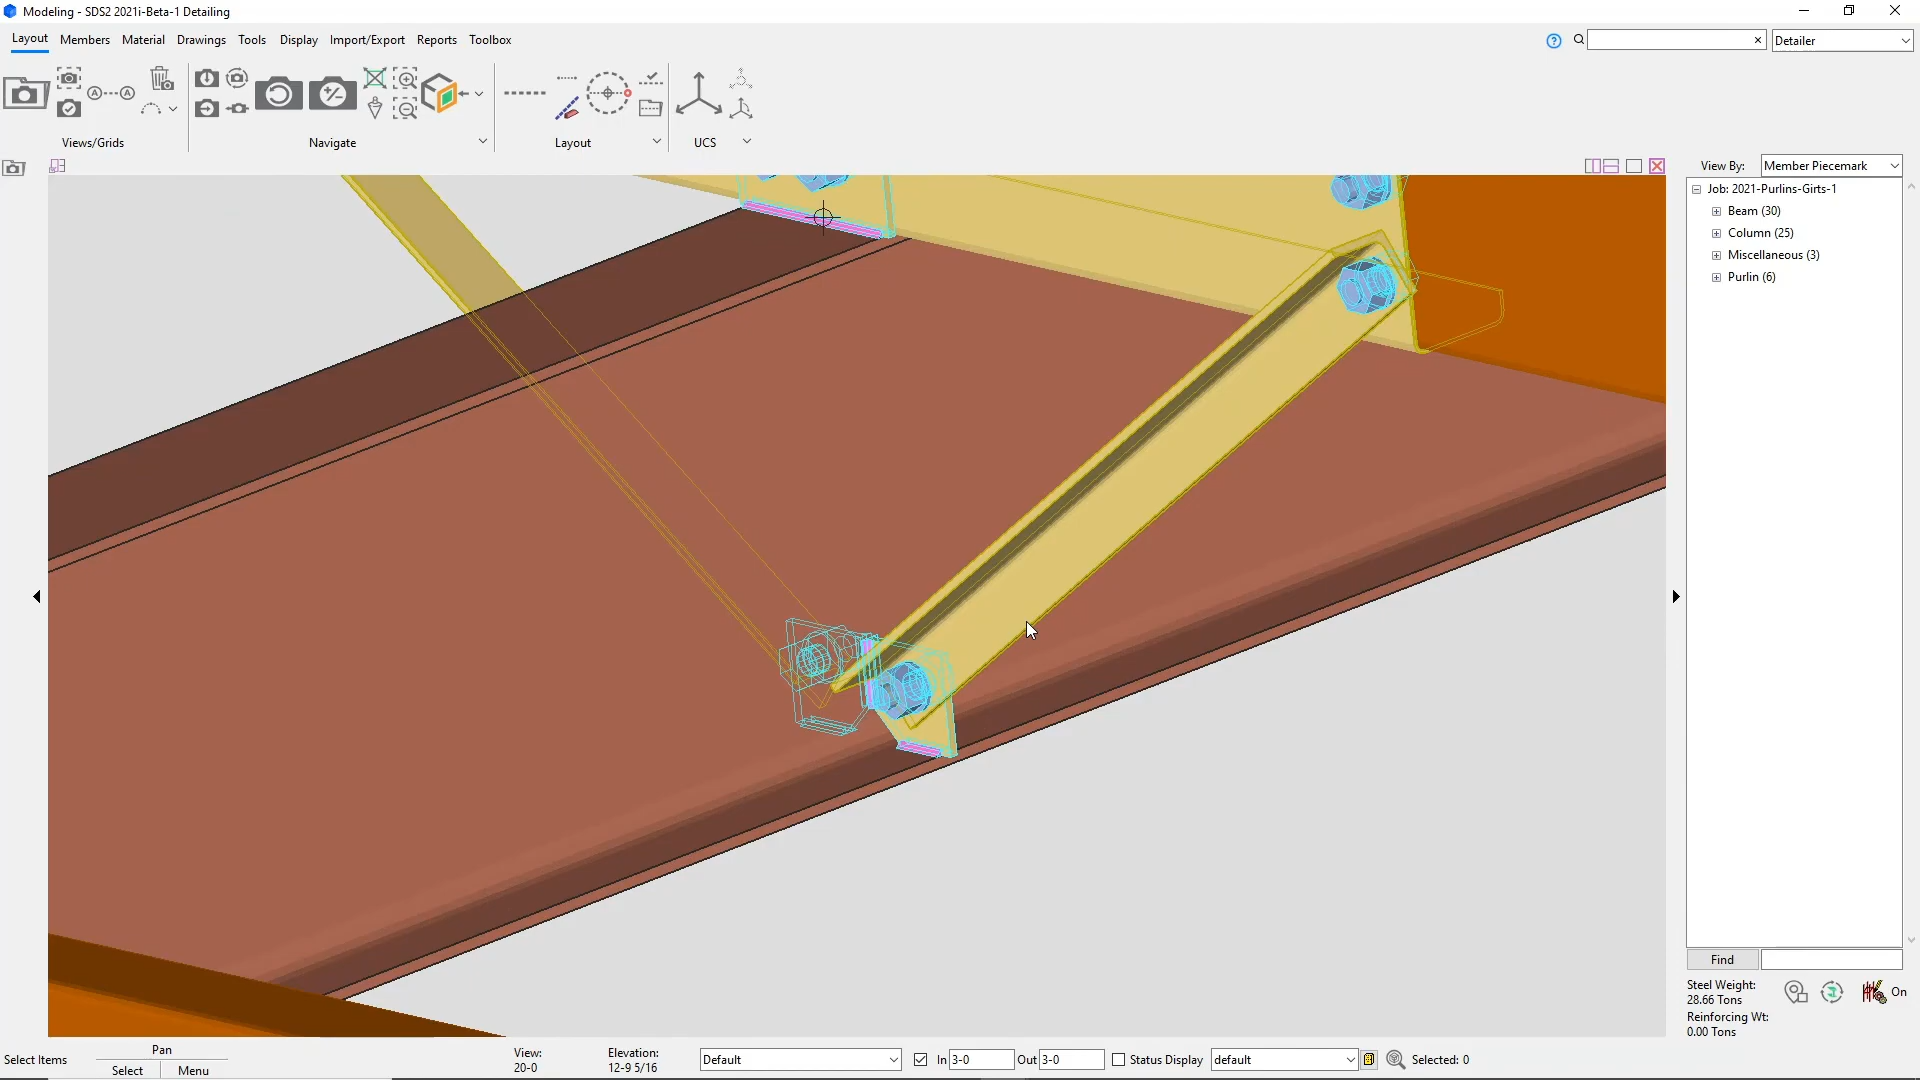 Modeling - SDS2 2021i-Beta-1 Detailing
Layout Members Material Drawings Tools Display Import/Export Reports Toolbox
Detailer
Views/Grids Navigate Layout UCS
View By: Member Piecemark
Job: 2021-Purlins-Girts-1
Beam (30)
Column (25)
Miscellaneous (3)
Purlin (6)
Find
Steel Weight:
28.66 Tons
On
Reinforcing Wt:
0.00 Tons
Select Items
Pan
Select Menu
View:
20-0
Elevation:
12-9 5/16
Default
In 3-0 Out 3-0
Status Display default
Selected: 0